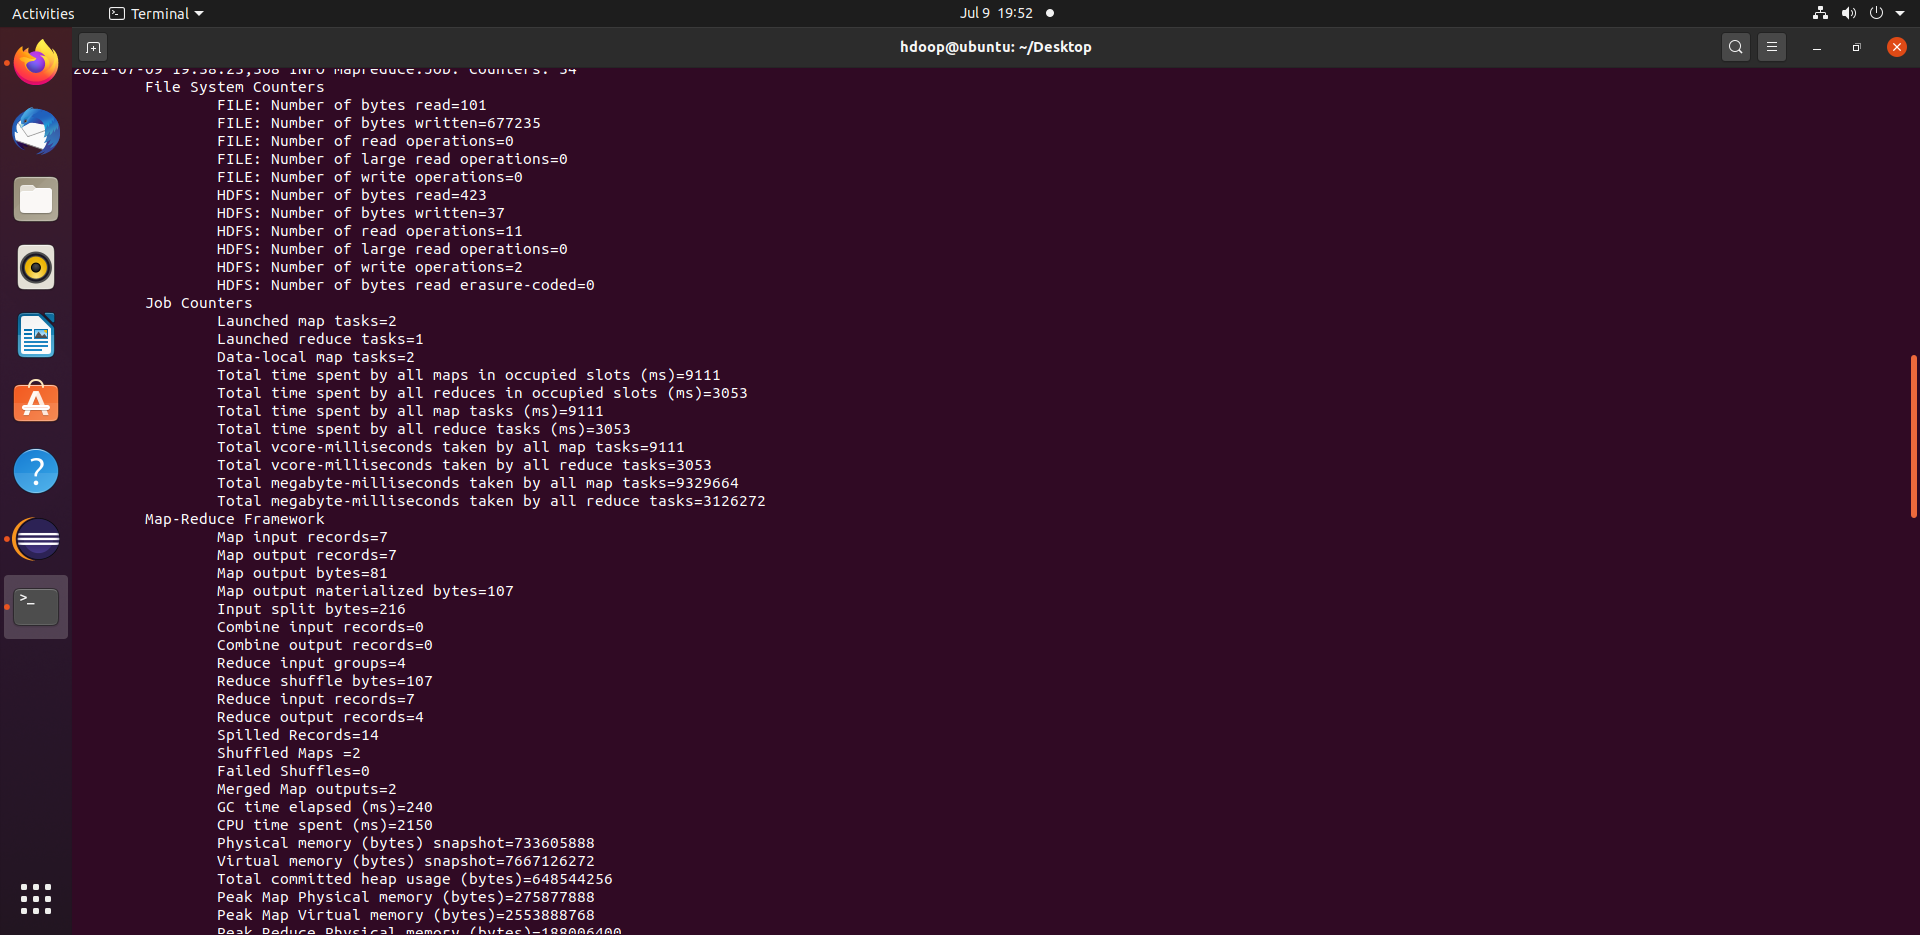 Activities
Terminal
Jul 9 19:52
hdoop@ubuntu: ~/Desktop
2021-07-09 19:38:23,368 INFO mapreduce.Job: Counters: 54
File System Counters
FILE: Number of bytes read=101
FILE: Number of bytes written=677235
FILE: Number of read operations=0
FILE: Number of large read operations=0
FILE: Number of write operations=0
HDFS: Number of bytes read=423
HDFS: Number of bytes written=37
HDFS: Number of read operations=11
HDFS: Number of large read operations=0
HDFS: Number of write operations=2
HDFS: Number of bytes read erasure-coded=0
Job Counters
Launched map tasks=2
Launched reduce tasks=1
Data-local map tasks=2
Total time spent by all maps in occupied slots (ms)=9111
Total time spent by all reduces in occupied slots (ms)=3053
Total time spent by all map tasks (ms)=9111
Total time spent by all reduce tasks (ms)=3053
Total vcore-milliseconds taken by all map tasks=9111
Total vcore-milliseconds taken by all reduce tasks=3053
Total megabyte-milliseconds taken by all map tasks=9329664
Total megabyte-milliseconds taken by all reduce tasks=3126272
Map-Reduce Framework
Map input records=7
Map output records=7
Map output bytes=81
Map output materialized bytes=107
Input split bytes=216
Combine input records=0
Combine output records=0
Reduce input groups=4
Reduce shuffle bytes=107
Reduce input records=7
Reduce output records=4
Spilled Records=14
Shuffled Maps =2
Failed Shuffles=0
Merged Map outputs=2
GC time elapsed (ms)=240
CPU time spent (ms)=2150
Physical memory (bytes) snapshot=733605888
Virtual memory (bytes) snapshot=7667126272
Total committed heap usage (bytes)=648544256
Peak Map Physical memory (bytes)=275877888
Peak Map Virtual memory (bytes)=2553888768
Peak Reduce Physical memory (bytes)=188006400